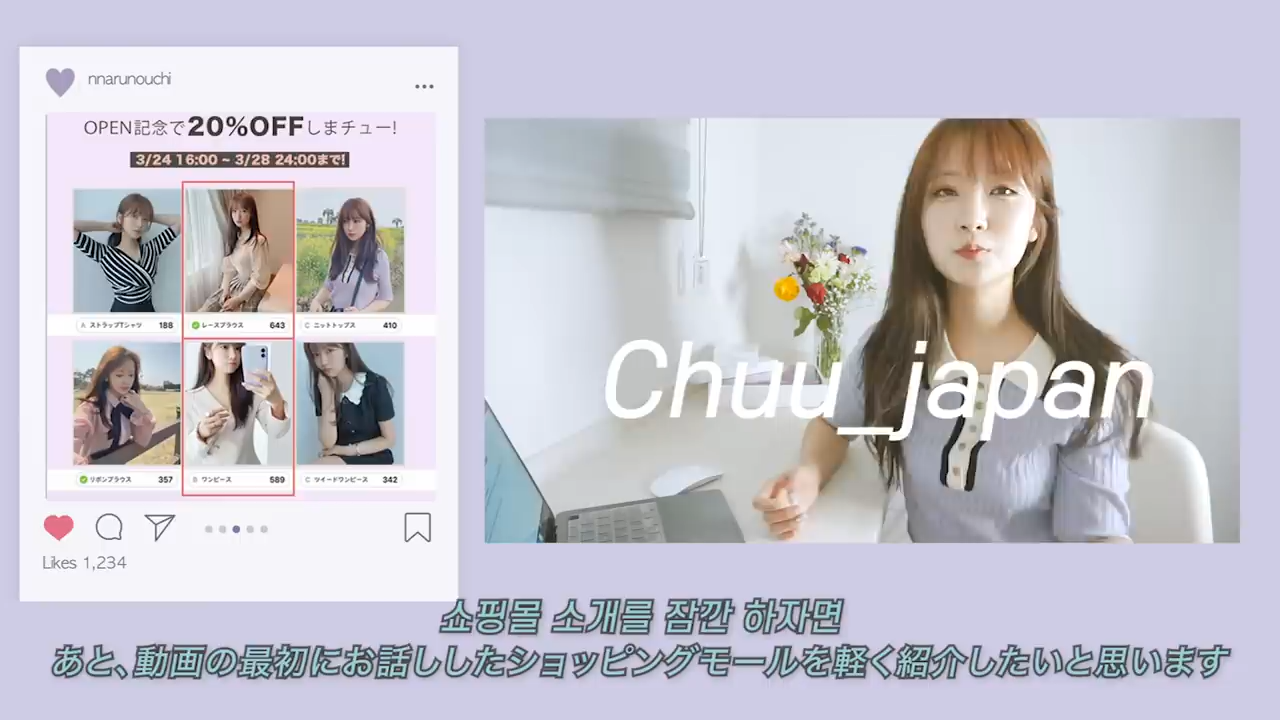 nnarunouchi
OPEN記念で20%OFFしまチュー!
3/24 16:00 ~ 3/28 24:00まで!
A ストラップTシャツ 188
レースブラウス 643
C ニットトップス 410
リボンブラウス 357
B ワンピース 589
C ツイードワンピース 342
Likes 1,234
Chuu_japan
쇼핑몰 소개를 잠깐 하자면
あと、動画の最初にお話ししたショッピングモールを軽く紹介したいと思います